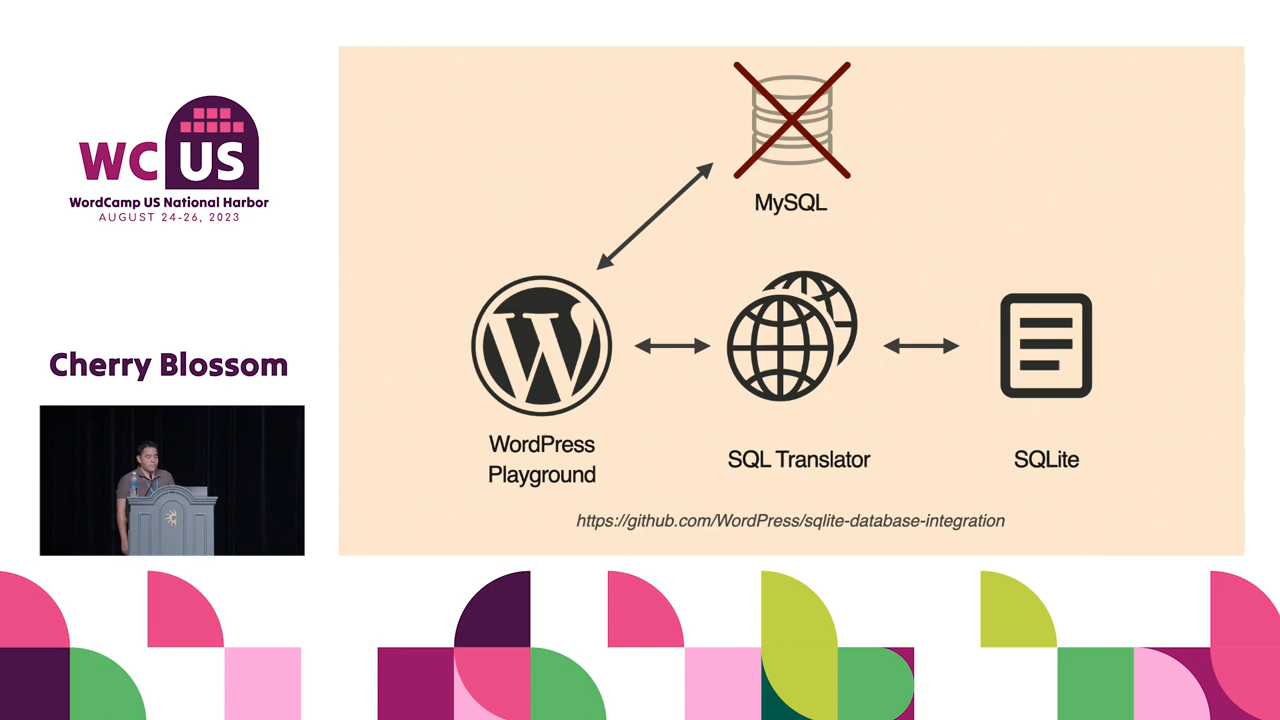 WC US
WordCamp US National Harbor
AUGUST 24-26, 2023
Cherry Blossom
MySQL
WordPress
Playground
SQL Translator
SQLite
https://github.com/WordPress/sqlite-database-integration